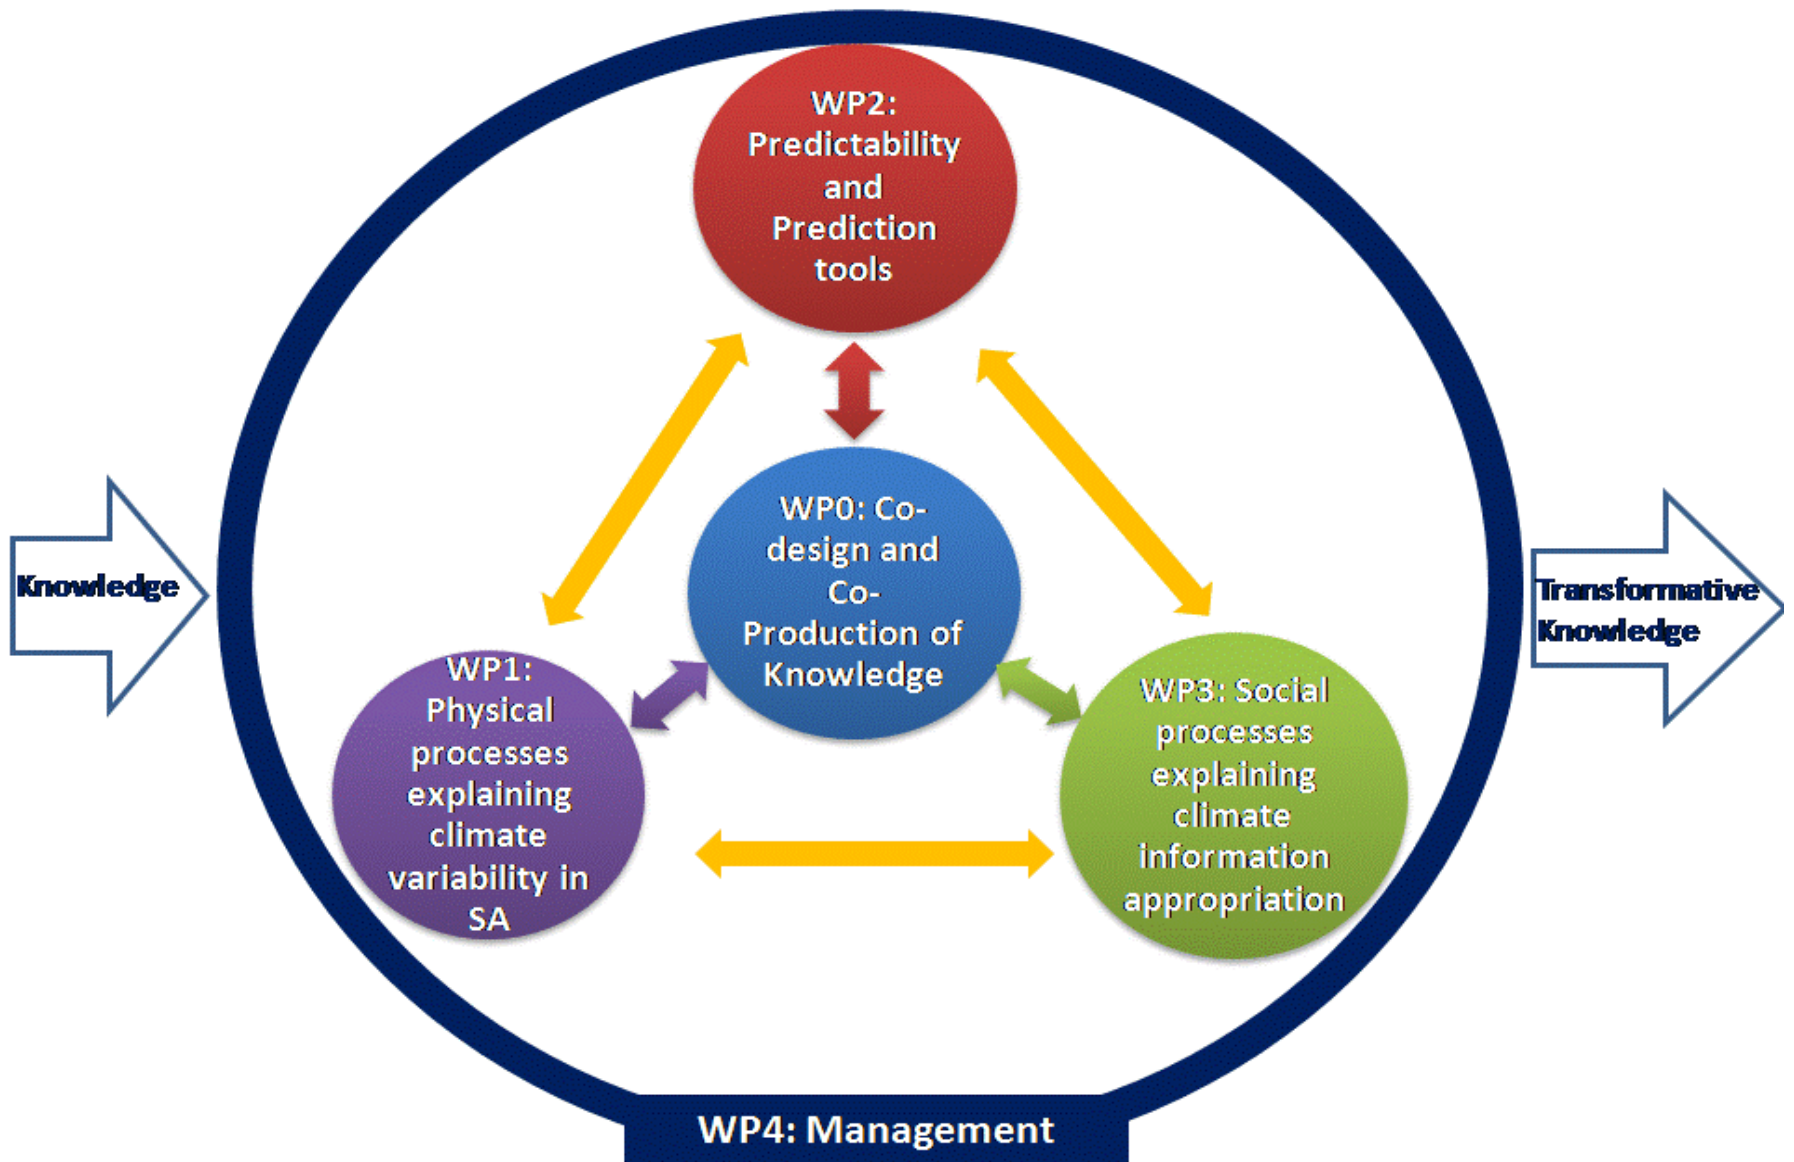 WP2:
Predictability
and
Prediction
tools
WP0: Co-
design and
Co-
Production of
Knowledge
Knowledge
Transformative
Knowledge
WP1:
Physical
processes
explaining
climate
variability in
SA
WP3: Social
processes
explaining
climate
information
appropriation
WP4: Management